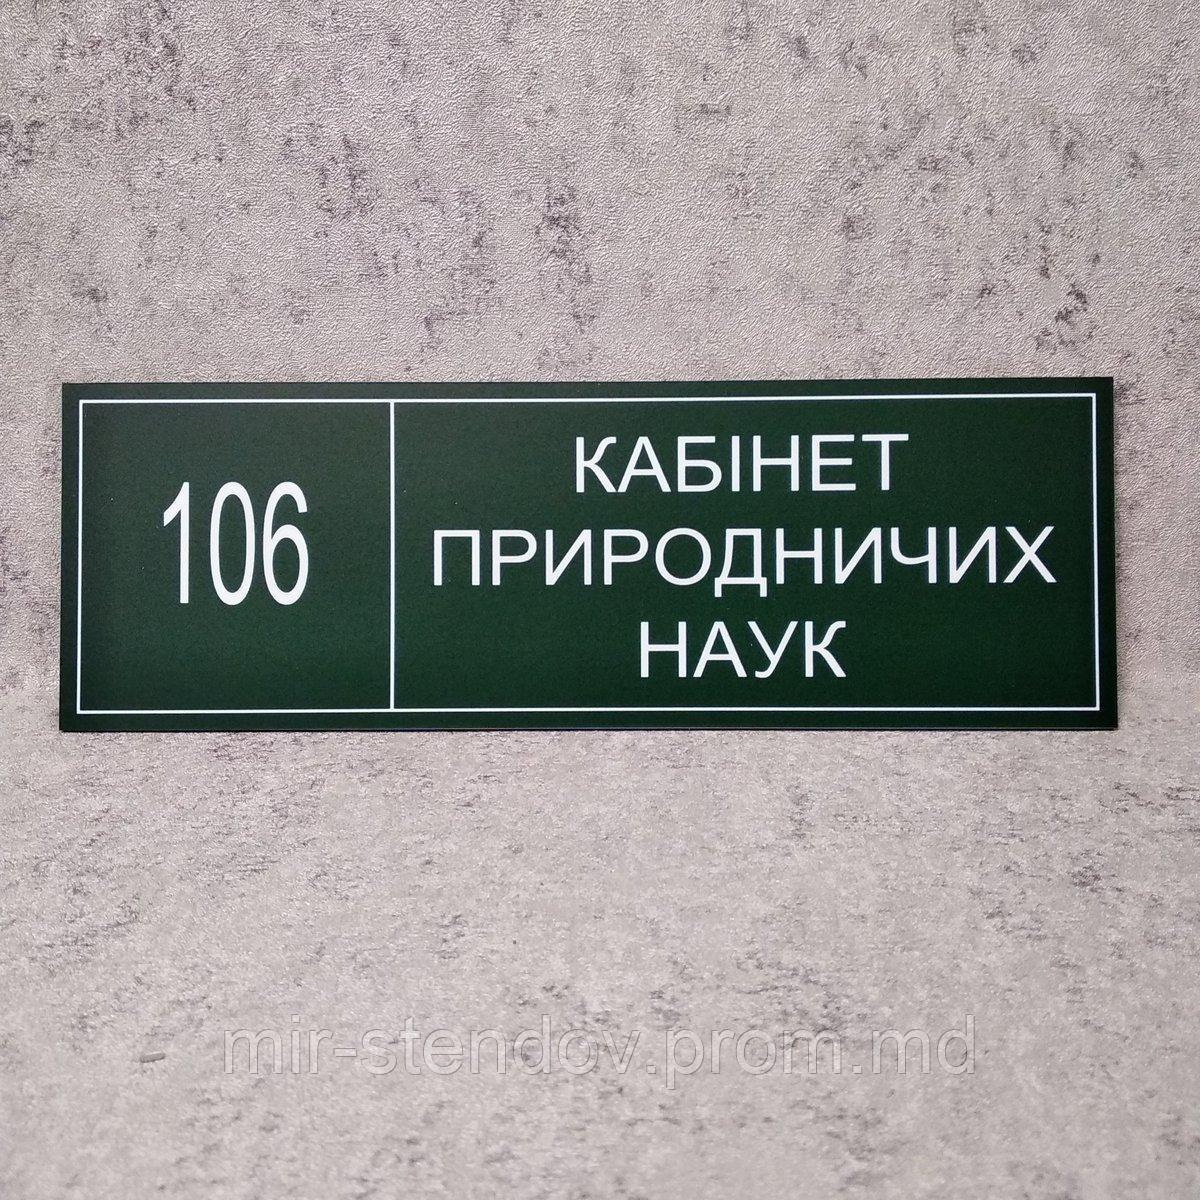 106
КАБІНЕТ
ПРИРОДНИЧИХ
НАУК
mir-stendov.prom.md